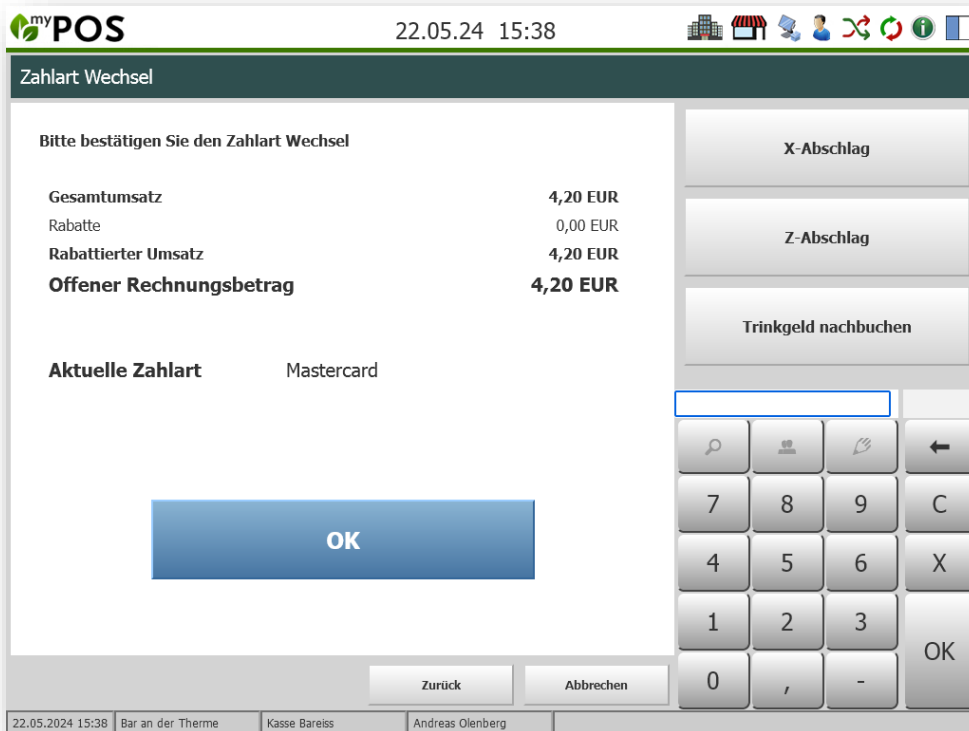 myPOS 22.05.24 15:38
Zahlart Wechsel
Bitte bestätigen Sie den Zahlart Wechsel
Gesamtumsatz 4,20 EUR
Rabatte 0,00 EUR
Rabattierter Umsatz 4,20 EUR
Offener Rechnungsbetrag 4,20 EUR
Aktuelle Zahlart Mastercard
OK
Zurück Abbrechen
X-Abschlag
Z-Abschlag
Trinkgeld nachbuchen
7 8 9 C
4 5 6 X
1 2 3
OK
0 , -
22.05.2024 15:38 Bar an der Therme Kasse Bareiss Andreas Olenberg